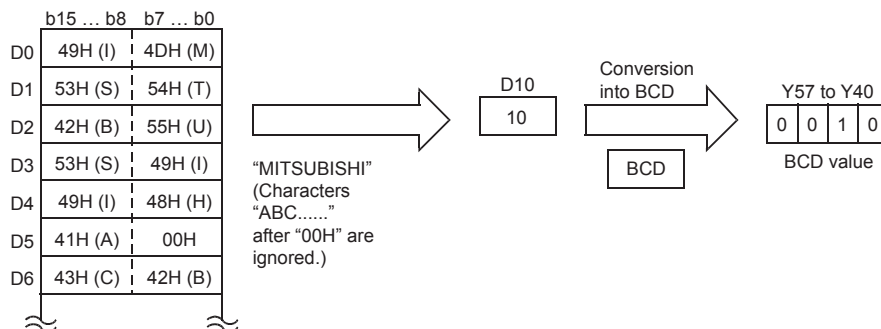 b15 … b8 b7 … b0
D0 49H (I) 4DH (M)
D1 53H (S) 54H (T)
D2 42H (B) 55H (U)
D3 53H (S) 49H (I)
D4 49H (I) 48H (H)
D5 41H (A) 00H
D6 43H (C) 42H (B)
“MITSUBISHI”
(Characters
“ABC......”
after “00H” are
ignored.)
D10
10
Conversion
into BCD
BCD
Y57 to Y40
0 0 1 0
BCD value